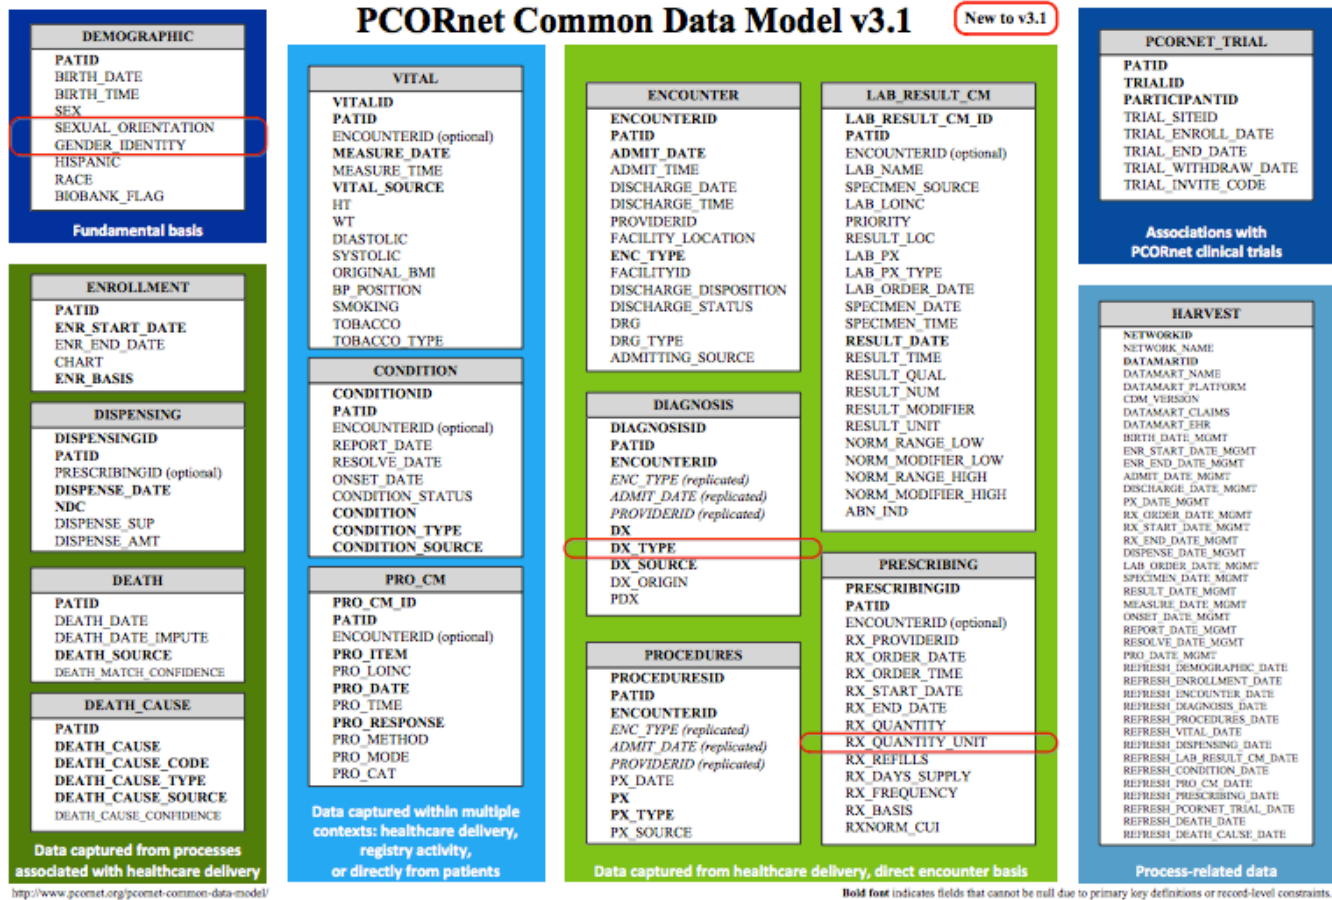 PCORnet Common Data Model v3.1
New to v3.1
DEMOGRAPHIC
PATID
BIRTH_DATE
BIRTH_TIME
SEX
SEXUAL_ORIENTATION
GENDER_IDENTITY
HISPANIC
RACE
BIOBANK_FLAG
Fundamental basis
ENROLLMENT
PATID
ENR_START_DATE
ENR_END_DATE
CHART
ENR_BASIS
DISPENSING
DISPENSINGID
PATID
PRESCRIBINGID (optional)
DISPENSE_DATE
NDC
DISPENSE_SUP
DISPENSE_AMT
DEATH
PATID
DEATH_DATE
DEATH_DATE_IMPUTE
DEATH_SOURCE
DEATH_MATCH_CONFIDENCE
DEATH_CAUSE
PATID
DEATH_CAUSE
DEATH_CAUSE_CODE
DEATH_CAUSE_TYPE
DEATH_CAUSE_SOURCE
DEATH_CAUSE_CONFIDENCE
Data captured from processes
associated with healthcare delivery
VITAL
VITALID
PATID
ENCOUNTERID (optional)
MEASURE_DATE
MEASURE_TIME
VITAL_SOURCE
HT
WT
DIASTOLIC
SYSTOLIC
ORIGINAL_BMI
BP_POSITION
SMOKING
TOBACCO
TOBACCO_TYPE
CONDITION
CONDITIONID
PATID
ENCOUNTERID (optional)
REPORT_DATE
RESOLVE_DATE
ONSET_DATE
CONDITION_STATUS
CONDITION
CONDITION_TYPE
CONDITION_SOURCE
PRO_CM
PRO_CM_ID
PATID
ENCOUNTERID (optional)
PRO_ITEM
PRO_LOINC
PRO_DATE
PRO_TIME
PRO_RESPONSE
PRO_METHOD
PRO_MODE
PRO_CAT
Data captured within multiple
contexts: healthcare delivery,
registry activity,
or directly from patients
ENCOUNTER
ENCOUNTERID
PATID
ADMIT_DATE
ADMIT_TIME
DISCHARGE_DATE
DISCHARGE_TIME
PROVIDERID
FACILITY_LOCATION
ENC_TYPE
FACILITYID
DISCHARGE_DISPOSITION
DISCHARGE_STATUS
DRG
DRG_TYPE
ADMITTING_SOURCE
DIAGNOSIS
DIAGNOSISID
PATID
ENCOUNTERID
ENC_TYPE (replicated)
ADMIT_DATE (replicated)
PROVIDERID (replicated)
DX
DX_TYPE
DX_SOURCE
DX_ORIGIN
PDX
PROCEDURES
PROCEDURESID
PATID
ENCOUNTERID
ENC_TYPE (replicated)
ADMIT_DATE (replicated)
PROVIDERID (replicated)
PX_DATE
PX
PX_TYPE
PX_SOURCE
LAB_RESULT_CM
LAB_RESULT_CM_ID
PATID
ENCOUNTERID (optional)
LAB_NAME
SPECIMEN_SOURCE
LAB_LOINC
PRIORITY
RESULT_LOC
LAB_PX
LAB_PX_TYPE
LAB_ORDER_DATE
SPECIMEN_DATE
SPECIMEN_TIME
RESULT_DATE
RESULT_TIME
RESULT_QUAL
RESULT_NUM
RESULT_MODIFIER
RESULT_UNIT
NORM_RANGE_LOW
NORM_MODIFIER_LOW
NORM_RANGE_HIGH
NORM_MODIFIER_HIGH
ABN_IND
PRESCRIBING
PRESCRIBINGID
PATID
ENCOUNTERID (optional)
RX_PROVIDERID
RX_ORDER_DATE
RX_ORDER_TIME
RX_START_DATE
RX_END_DATE
RX_QUANTITY
RX_QUANTITY_UNIT
RX_REFILLS
RX_DAYS_SUPPLY
RX_FREQUENCY
RX_BASIS
RXNORM_CUI
Data captured from healthcare delivery, direct encounter basis
PCORNET_TRIAL
PATID
TRIALID
PARTICIPANTID
TRIAL_SITEID
TRIAL_ENROLL_DATE
TRIAL_END_DATE
TRIAL_WITHDRAW_DATE
TRIAL_INVITE_CODE
Associations with
PCORnet clinical trials
HARVEST
NETWORKID
NETWORK_NAME
DATAMARTID
DATAMART_NAME
DATAMART_PLATFORM
CDM_VERSION
DATAMART_CLAIMS
DATAMART_EHR
BIRTH_DATE_MGMT
ENR_START_DATE_MGMT
ENR_END_DATE_MGMT
ADMIT_DATE_MGMT
DISCHARGE_DATE_MGMT
PX_DATE_MGMT
RX_ORDER_DATE_MGMT
RX_START_DATE_MGMT
RX_END_DATE_MGMT
DISPENSE_DATE_MGMT
LAB_ORDER_DATE_MGMT
SPECIMEN_DATE_MGMT
RESULT_DATE_MGMT
MEASURE_DATE_MGMT
ONSET_DATE_MGMT
REPORT_DATE_MGMT
RESOLVE_DATE_MGMT
PRO_DATE_MGMT
REFRESH_DEMOGRAPHIC_DATE
REFRESH_ENROLLMENT_DATE
REFRESH_ENCOUNTER_DATE
REFRESH_DIAGNOSIS_DATE
REFRESH_PROCEDURES_DATE
REFRESH_VITAL_DATE
REFRESH_DISPENSING_DATE
REFRESH_LAB_RESULT_CM_DATE
REFRESH_CONDITION_DATE
REFRESH_PRO_CM_DATE
REFRESH_PRESCRIBING_DATE
REFRESH_PCORNET_TRIAL_DATE
REFRESH_DEATH_DATE
REFRESH_DEATH_CAUSE_DATE
Process-related data
http://www.pcornet.org/pcornet-common-data-model/
Bold font indicates fields that cannot be null due to primary key definitions or record-level constraints.